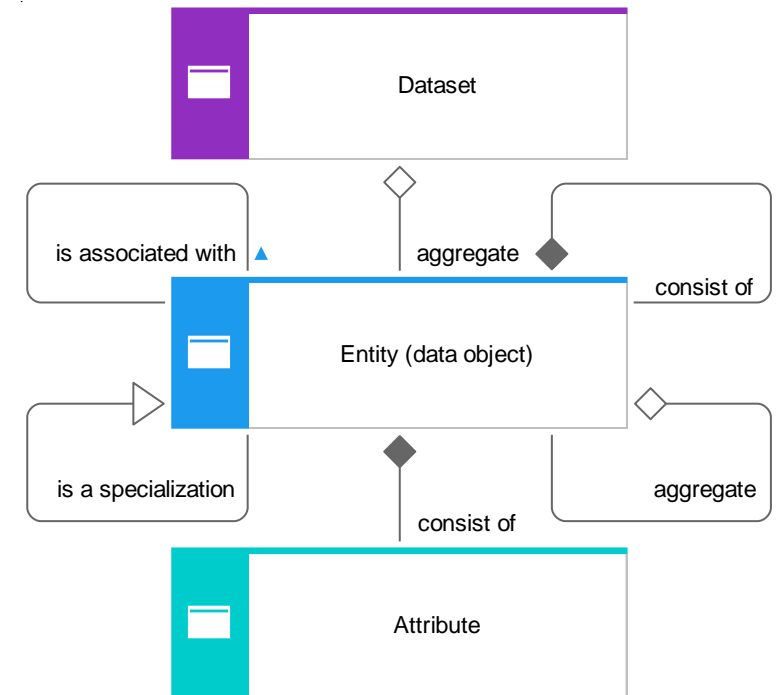 Dataset
is associated with
aggregate
consist of
Entity (data object)
is a specialization
aggregate
consist of
Attribute